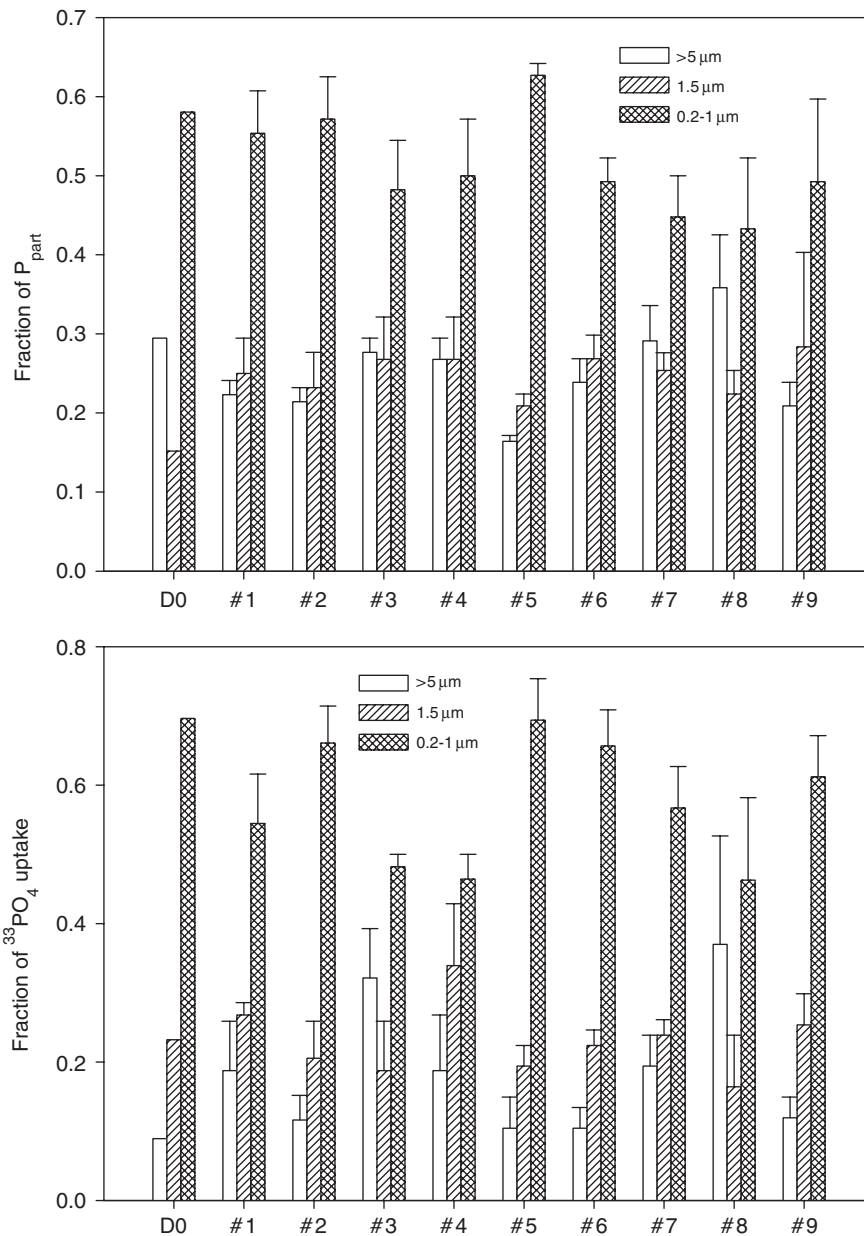 0.7
0.6
0.5
0.4
0.3
0.2
0.1
0.0
Fraction of P_part
>5 μm
1.5 μm
0.2-1 μm
D0 #1 #2 #3 #4 #5 #6 #7 #8 #9
0.8
0.6
0.4
0.2
0.0
Fraction of ³³PO₄ uptake
>5 μm
1.5 μm
0.2-1 μm
D0 #1 #2 #3 #4 #5 #6 #7 #8 #9